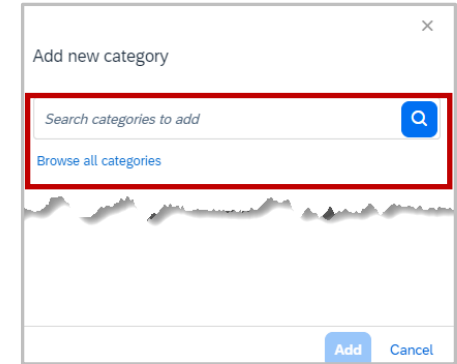 Add new category
Search categories to add
Browse all categories
Add
Cancel